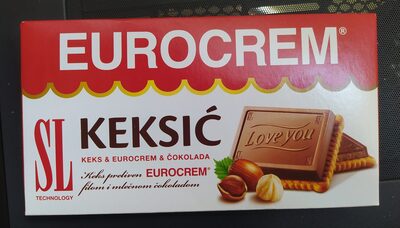 EUROCREM®
SL
TECHNOLOGY
KEKSIĆ
KEKS & EUROCREM & ČOKOLADA
Keks preliven EUROCREM®
filom i mlečnom čokoladom
Love you